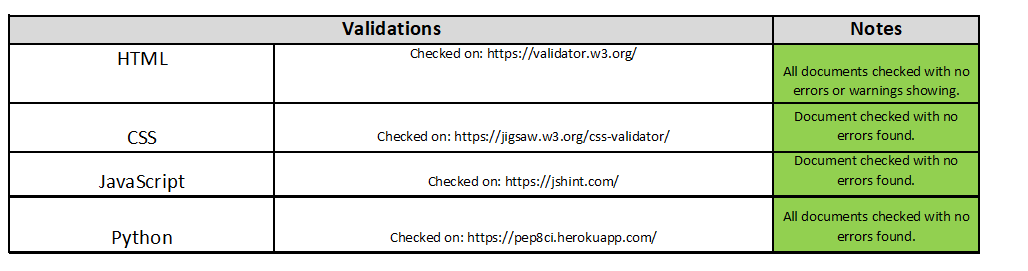 Validations Notes
HTML
Checked on: https://validator.w3.org/
All documents checked with no
errors or warnings showing.
CSS
Checked on: https://jigsaw.w3.org/css-validator/
Document checked with no
errors found.
JavaScript
Checked on: https://jshint.com/
Document checked with no
errors found.
Python
Checked on: https://pep8ci.herokuapp.com/
All documents checked with no
errors found.